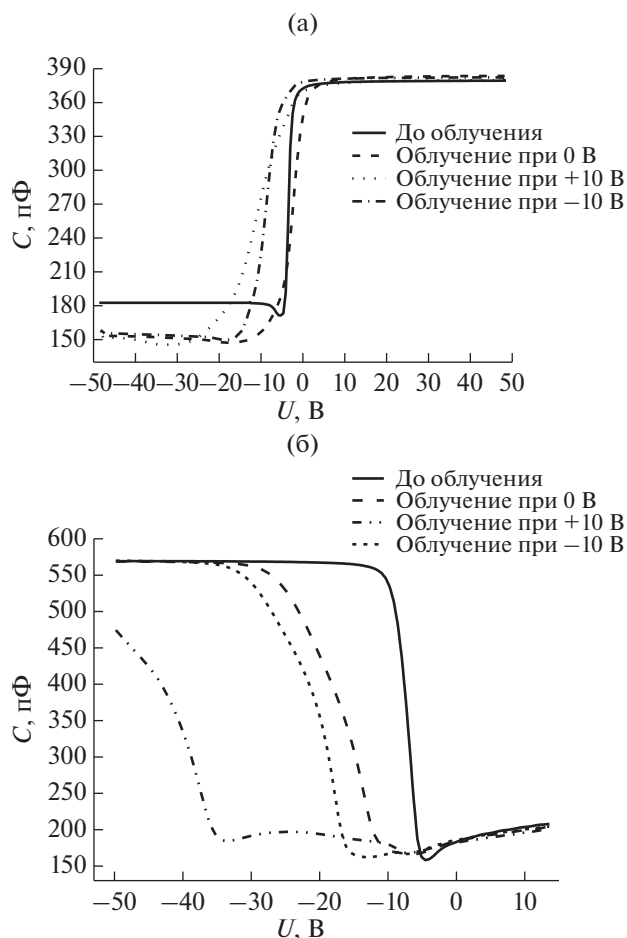 (а)
390
360
330
300
270
240
210
180
150
C, пФ
До облучения
Облучение при 0 В
Облучение при +10 В
Облучение при −10 В
−50 −40 −30 −20 −10 0 10 20 30 40 50
U, В
(б)
До облучения
Облучение при 0 В
Облучение при +10 В
Облучение при −10 В
600
550
500
450
400
350
300
250
200
150
C, пФ
−50 −40 −30 −20 −10 0 10
U, В